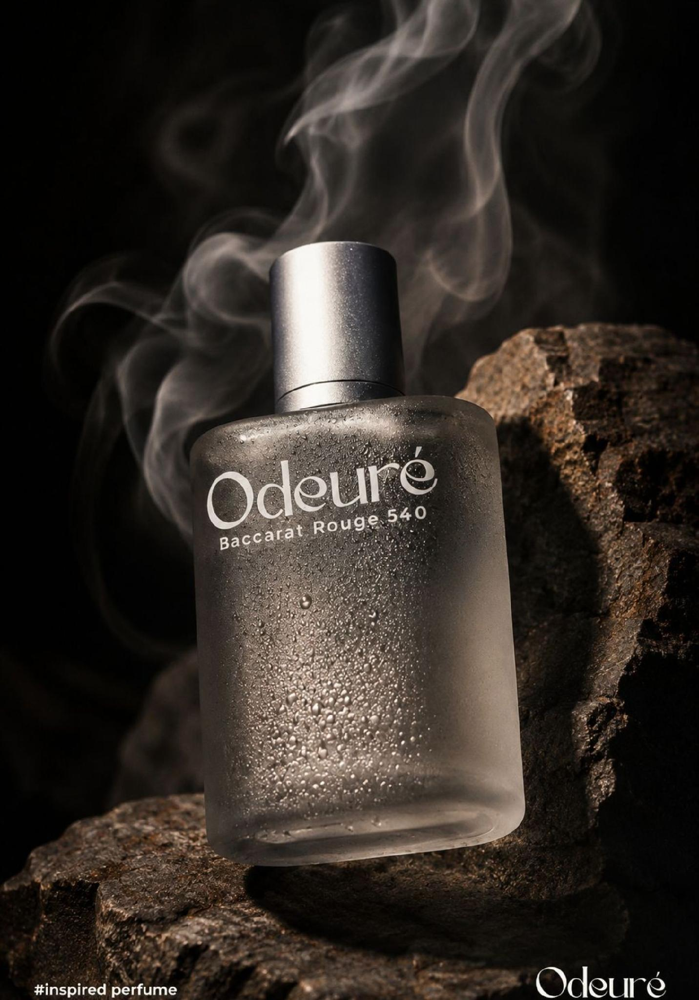 Odeuré
Baccarat Rouge 540
#inspired perfume
Odeuré